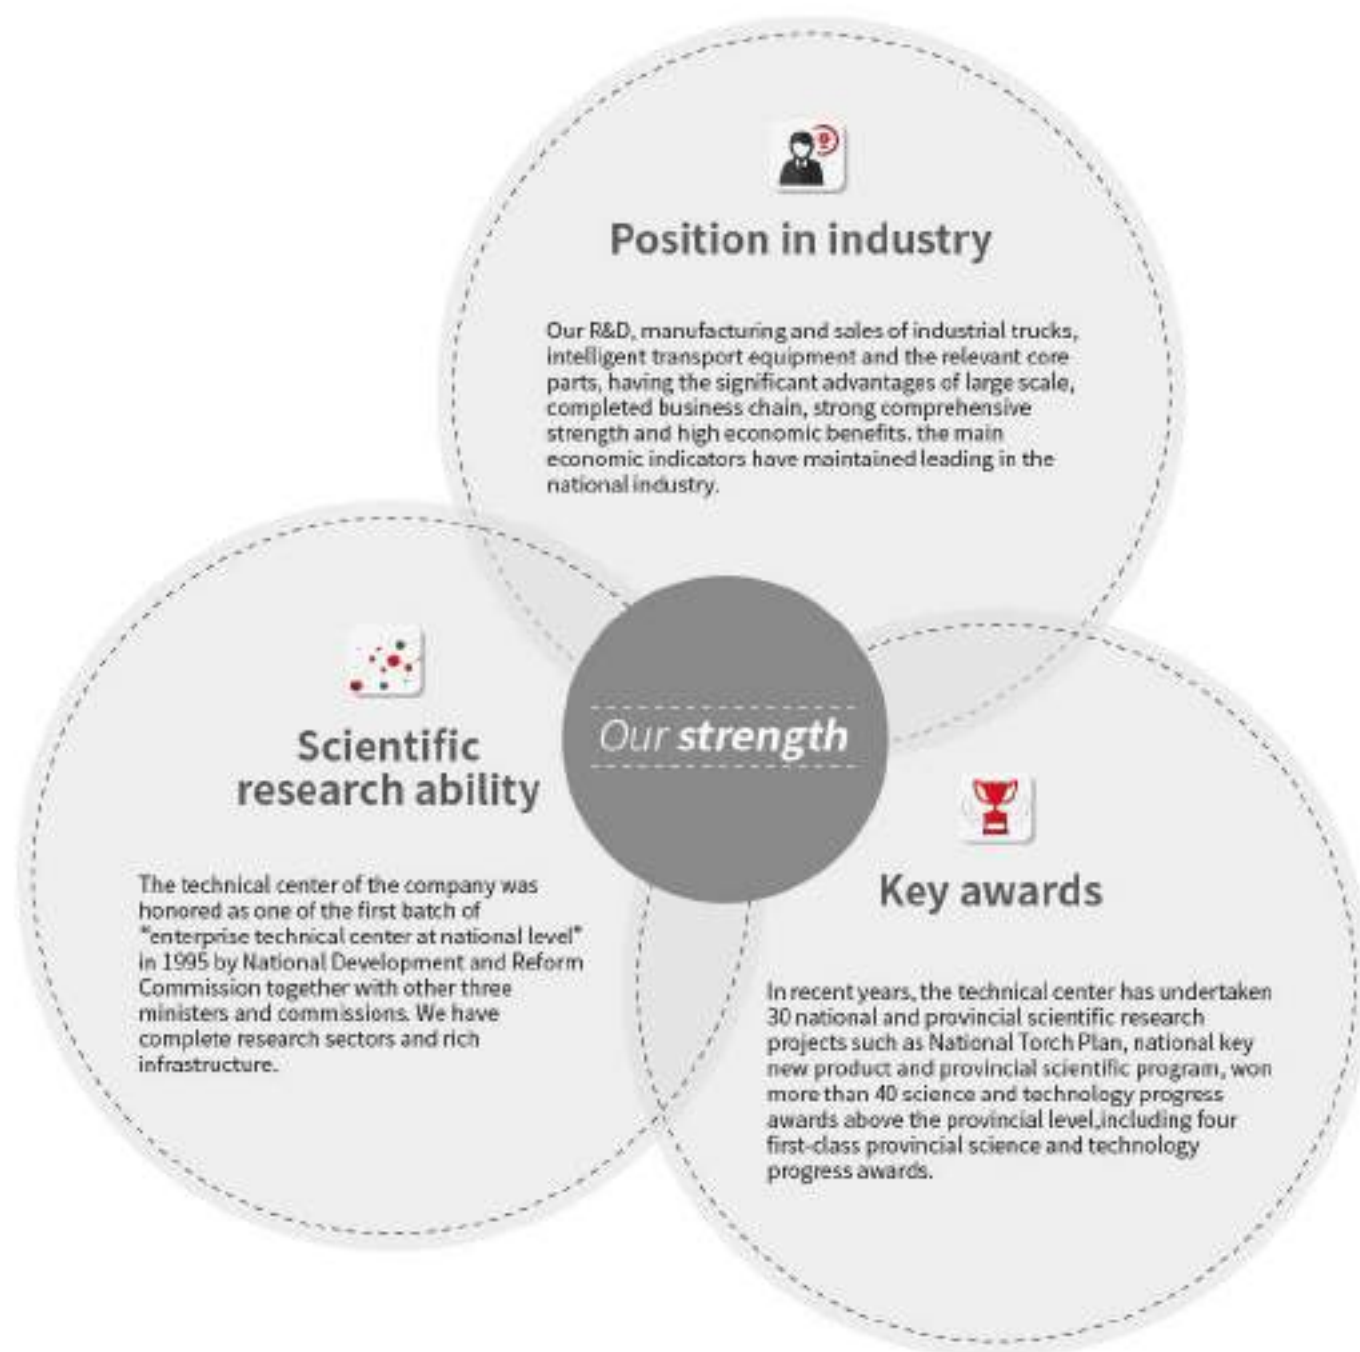 Position in industry
Our R&D, manufacturing and sales of industrial trucks,
intelligent transport equipment and the relevant core
parts, having the significant advantages of large scale,
completed business chain, strong comprehensive
strength and high economic benefits. the main
economic indicators have maintained leading in the
national industry.
Our strength
Scientific
research ability
The technical center of the company was
honored as one of the first batch of
"enterprise technical center at national level"
in 1995 by National Development and Reform
Commission together with other three
ministers and commissions. We have
complete research sectors and rich
infrastructure.
Key awards
In recent years, the technical center has undertaken
30 national and provincial scientific research
projects such as National Torch Plan, national key
new product and provincial scientific program, won
more than 40 science and technology progress
awards above the provincial level,including four
first-class provincial science and technology
progress awards.